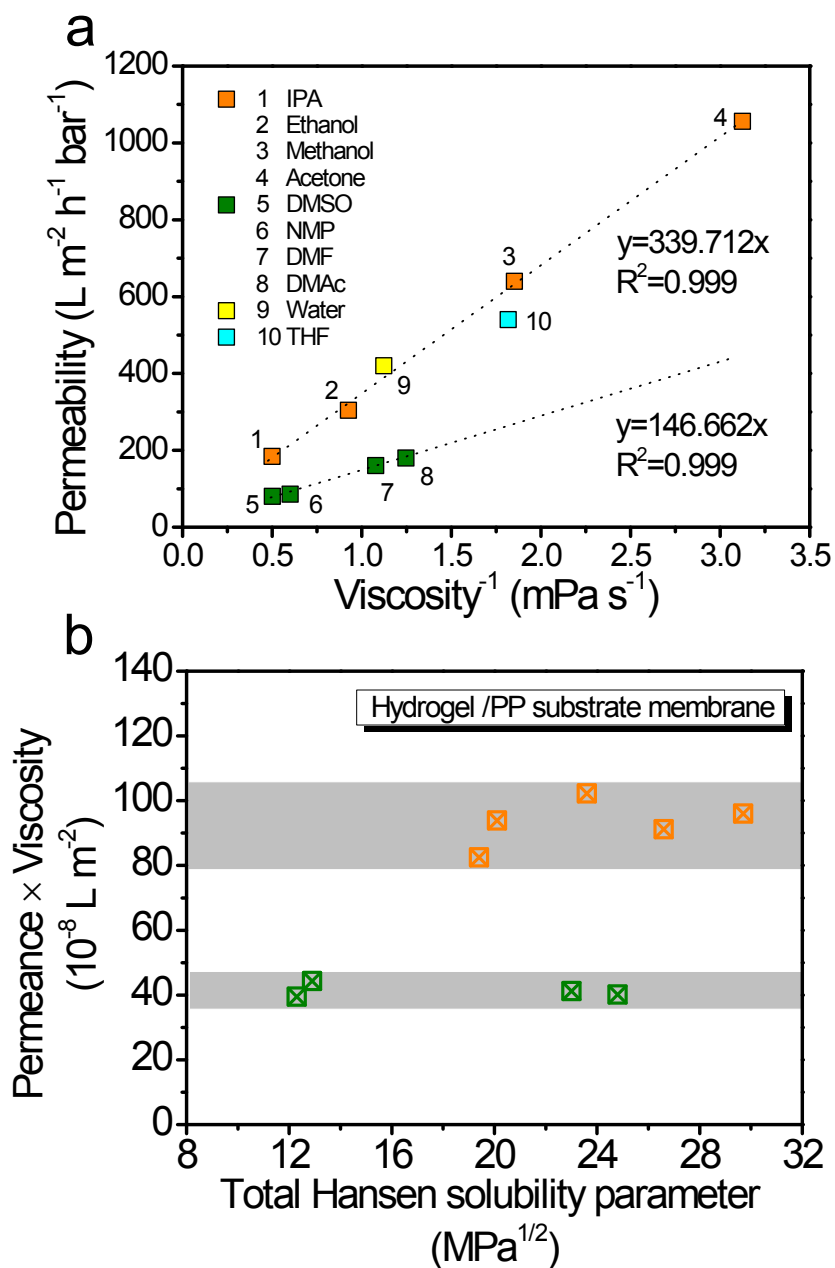 a
Permeability (L m⁻² h⁻¹ bar⁻¹)
1200
1000
800
600
400
200
0
1 IPA
2 Ethanol
3 Methanol
4 Acetone
5 DMSO
6 NMP
7 DMF
8 DMAc
9 Water
10 THF
4
3
10
2
9
1
5
6
7
8
y=339.712x
R²=0.999
y=146.662x
R²=0.999
0.0 0.5 1.0 1.5 2.0 2.5 3.0 3.5
Viscosity⁻¹ (mPa s⁻¹)
b
Permeance × Viscosity
(10⁻⁸ L m⁻²)
140
120
100
80
60
40
20
0
Hydrogel /PP substrate membrane
8 12 16 20 24 28 32
Total Hansen solubility parameter
(MPa¹/²)